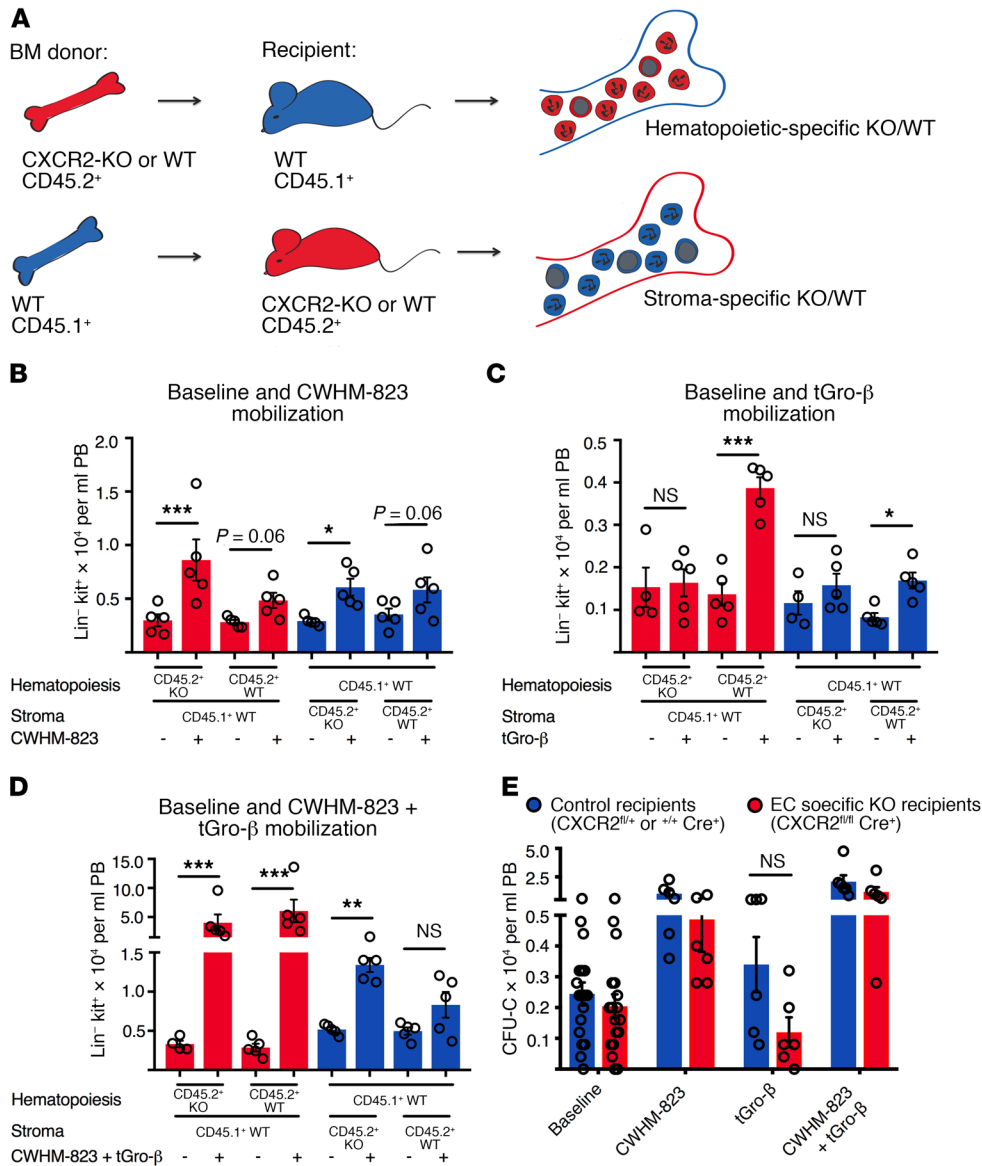 A
BM donor:
Recipient:
CXCR2-KO or WT
CD45.2⁺
WT
CD45.1⁺
Hematopoietic-specific KO/WT
WT
CD45.1⁺
CXCR2-KO or WT
CD45.2⁺
Stroma-specific KO/WT
B
Baseline and CWHM-823
mobilization
Lin⁻ kit⁺ × 10⁴ per ml PB
2.0
1.5
1.0
0.5
***
P = 0.06
*
P = 0.06
Hematopoiesis
CD45.2⁺
KO
CD45.2⁺
WT
CD45.1⁺ WT
Stroma
CD45.1⁺ WT
CD45.2⁺
KO
CD45.2⁺
WT
CWHM-823
- + - + - + - +
C
Baseline and tGro-β
mobilization
Lin⁻ kit⁺ × 10⁴ per ml PB
0.5
0.4
0.3
0.2
0.1
NS
***
NS
*
Hematopoiesis
CD45.2⁺
KO
CD45.2⁺
WT
CD45.1⁺ WT
Stroma
CD45.1⁺ WT
CD45.2⁺
KO
CD45.2⁺
WT
tGro-β
- + - + - + - +
D
Baseline and CWHM-823 +
tGro-β mobilization
Lin⁻ kit⁺ × 10⁴ per ml PB
15.0
10.0
5.0
1.5
1.0
0.5
***
***
**
NS
Hematopoiesis
CD45.2⁺
KO
CD45.2⁺
WT
CD45.1⁺ WT
Stroma
CD45.1⁺ WT
CD45.2⁺
KO
CD45.2⁺
WT
CWHM-823 + tGro-β
- + - + - + - +
E
Control recipients
(CXCR2fl/+ or +/+ Cre⁺)
EC soecific KO recipients
(CXCR2fl/fl Cre⁺)
CFU-C × 10⁴ per ml PB
5.0
2.5
0.5
0.4
0.3
0.2
0.1
NS
Baseline
CWHM-823
tGro-β
CWHM-823
+ tGro-β